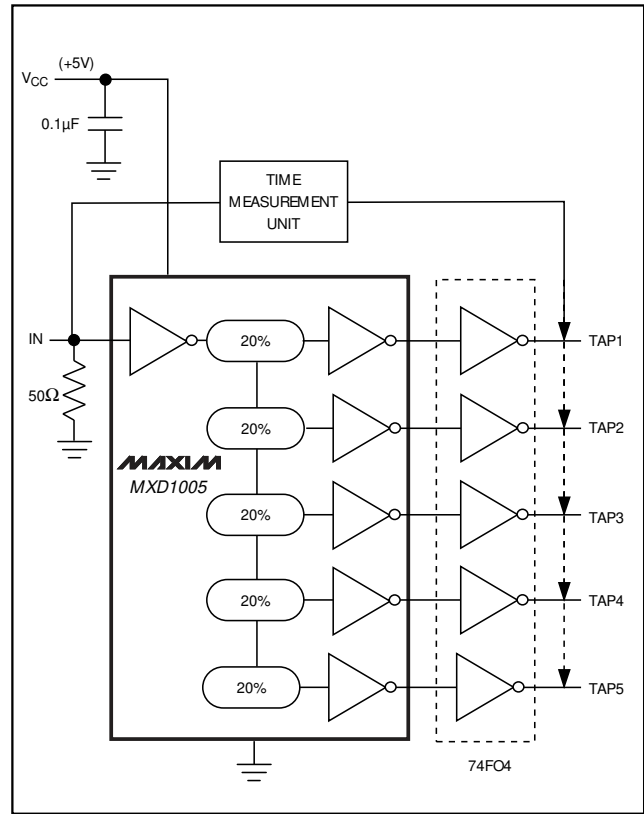 (+5V)
VCC
0.1µF
TIME
MEASUREMENT
UNIT
IN
50Ω
20%
TAP1
20%
TAP2
MAXIM
MXD1005
20%
TAP3
20%
TAP4
20%
TAP5
74FO4